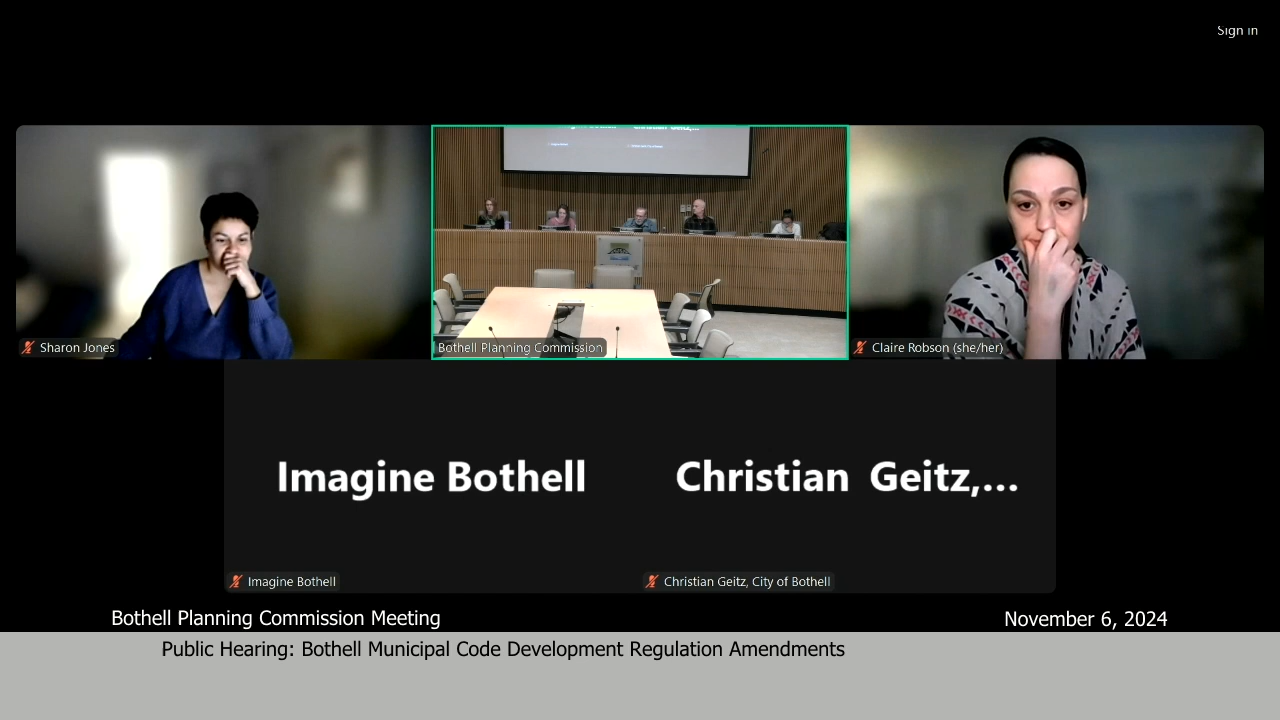 Sign in
Sharon Jones
Bothell Planning Commission
Claire Robson (she/her)
Imagine Bothell
Christian Geitz,...
Imagine Bothell
Christian Geitz, City of Bothell
Bothell Planning Commission Meeting
November 6, 2024
Public Hearing: Bothell Municipal Code Development Regulation Amendments